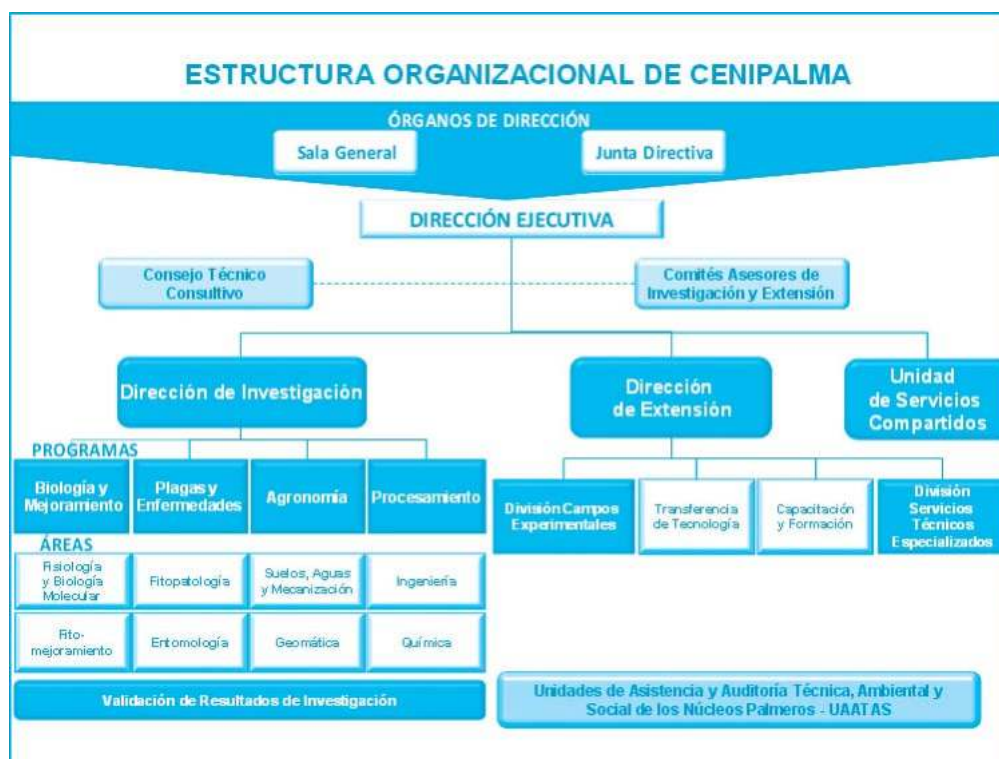 ESTRUCTURA ORGANIZACIONAL DE CENIPALMA
ÓRGANOS DE DIRECCIÓN
Sala General
Junta Directiva
DIRECCIÓN EJECUTIVA
Consejo Técnico
Consultivo
Comités Asesores de
Investigación y Extensión
Dirección de Investigación
Dirección
de Extensión
Unidad
de Servicios
Compartidos
PROGRAMAS
Biología y
Mejoramiento
Plagas y
Enfermedades
Agronomía
Procesamiento
División Campos
Experimentales
Transferencia
de Tecnología
Capacitación
y Formación
División
Servicios
Técnicos
Especializados
ÁREAS
Fisiología
y Biología
Molecular
Fitopatología
Suelos, Aguas
y Mecanización
Ingeniería
Fito-
mejoramiento
Entomología
Geomática
Química
Validación de Resultados de Investigación
Unidades de Asistencia y Auditoría Técnica, Ambiental y
Social de los Núcleos Palmeros - UAATAS